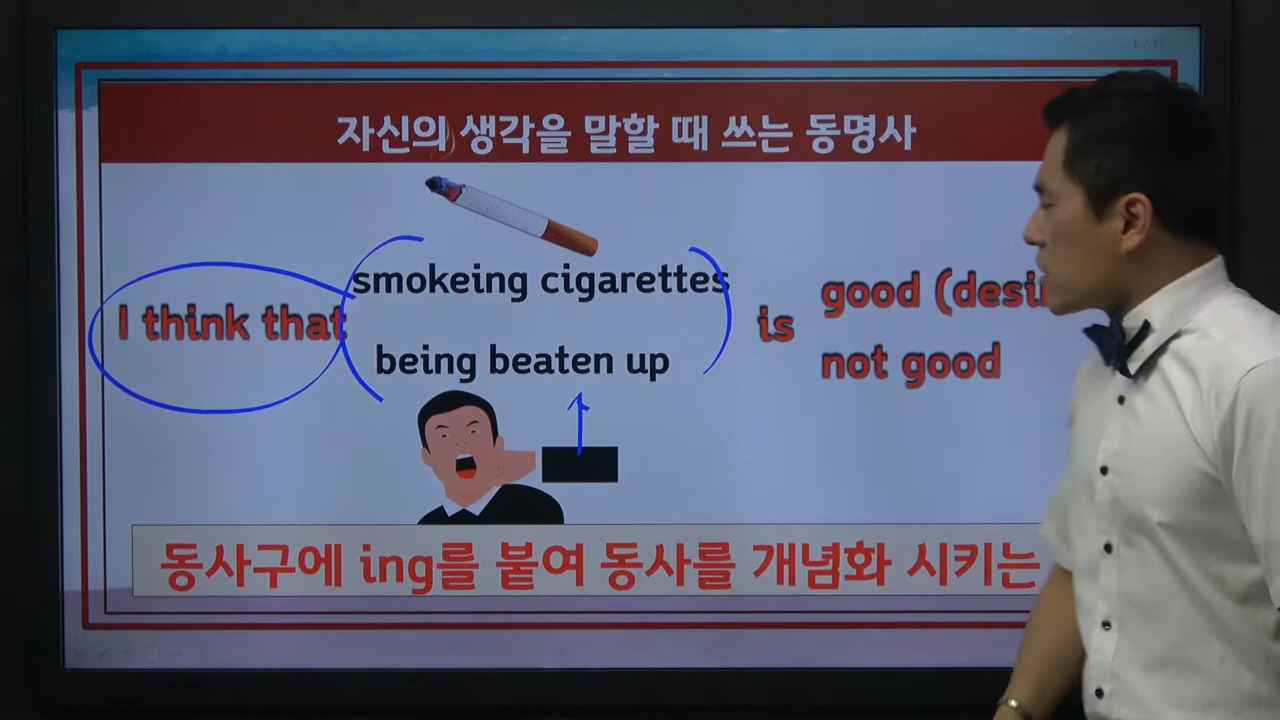 5 / 11
자신의 생각을 말할 때 쓰는 동명사
smokeing cigarettes
I think that
being beaten up
is
good (desi
not good
동사구에 ing를 붙여 동사를 개념화 시키는